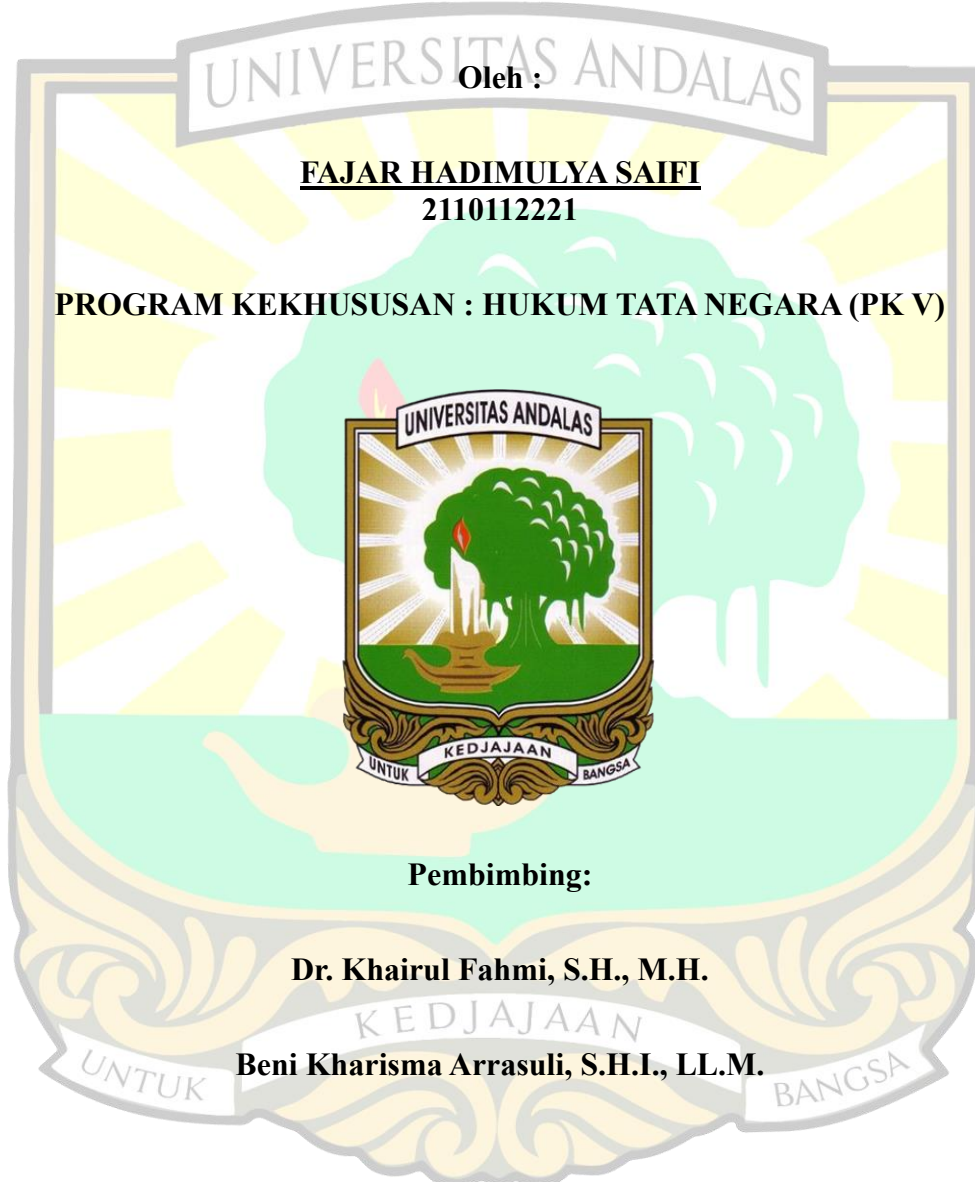 UNIVERSITAS ANDALAS
Oleh :
FAJAR HADIMULYA SAIFI
2110112221
PROGRAM KEKHUSUSAN : HUKUM TATA NEGARA (PK V)
UNIVERSITAS ANDALAS
UNTUK KEDJAJAAN BANGSA
Pembimbing:
Dr. Khairul Fahmi, S.H., M.H.
KEDJAJAAN
Beni Kharisma Arrasuli, S.H.I., LL.M.
UNTUK BANGSA